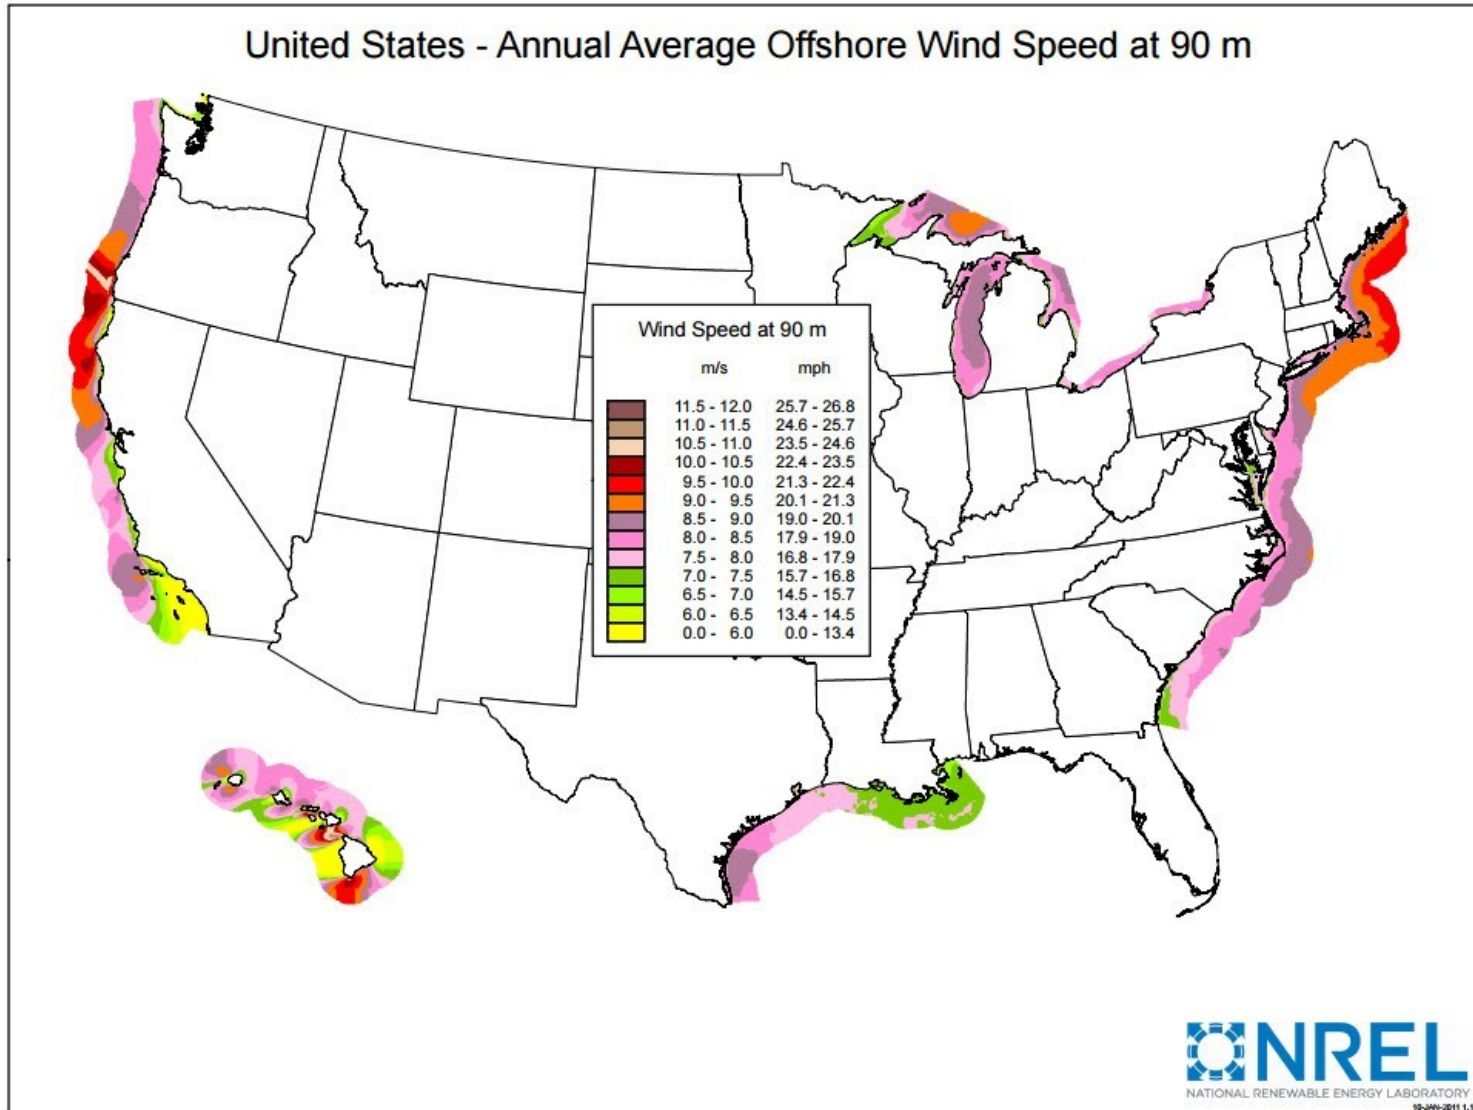 United States - Annual Average Offshore Wind Speed at 90 m
Wind Speed at 90 m
m/s mph
11.5 - 12.0 25.7 - 26.8
11.0 - 11.5 24.6 - 25.7
10.5 - 11.0 23.5 - 24.6
10.0 - 10.5 22.4 - 23.5
9.5 - 10.0 21.3 - 22.4
9.0 - 9.5 20.1 - 21.3
8.5 - 9.0 19.0 - 20.1
8.0 - 8.5 17.9 - 19.0
7.5 - 8.0 16.8 - 17.9
7.0 - 7.5 15.7 - 16.8
6.5 - 7.0 14.5 - 15.7
6.0 - 6.5 13.4 - 14.5
0.0 - 6.0 0.0 - 13.4
NREL
NATIONAL RENEWABLE ENERGY LABORATORY